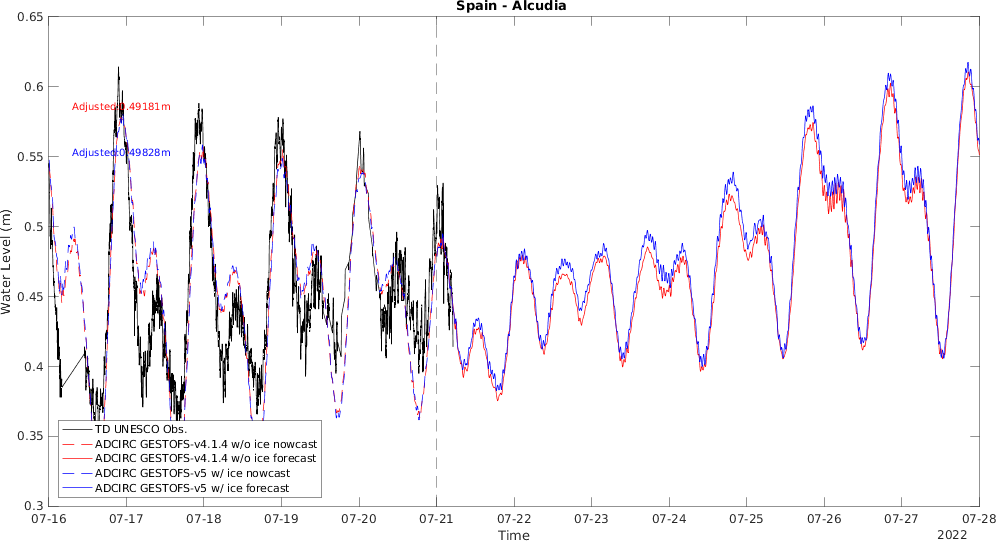 Spain - Alcudia
0.65
0.6
0.55
0.5
0.45
0.4
0.35
0.3
Water Level (m)
Adjusted:0.49181m
Adjusted:0.49828m
TD UNESCO Obs.
ADCIRC GESTOFS-v4.1.4 w/o ice nowcast
ADCIRC GESTOFS-v4.1.4 w/o ice forecast
ADCIRC GESTOFS-v5 w/ ice nowcast
ADCIRC GESTOFS-v5 w/ ice forecast
07-16 07-17 07-18 07-19 07-20 07-21 07-22 07-23 07-24 07-25 07-26 07-27 07-28
Time
2022